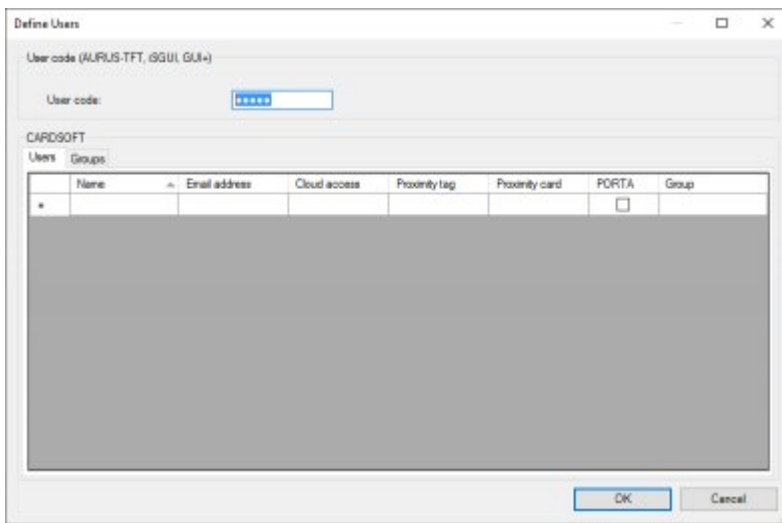 Define Users
User code (AURUS-TFT, iSGUI, GUI+)
User code:
CARDSOFT
Users Groups
Name Email address Cloud access Proximity tag Proximity card PORTA Group
OK Cancel